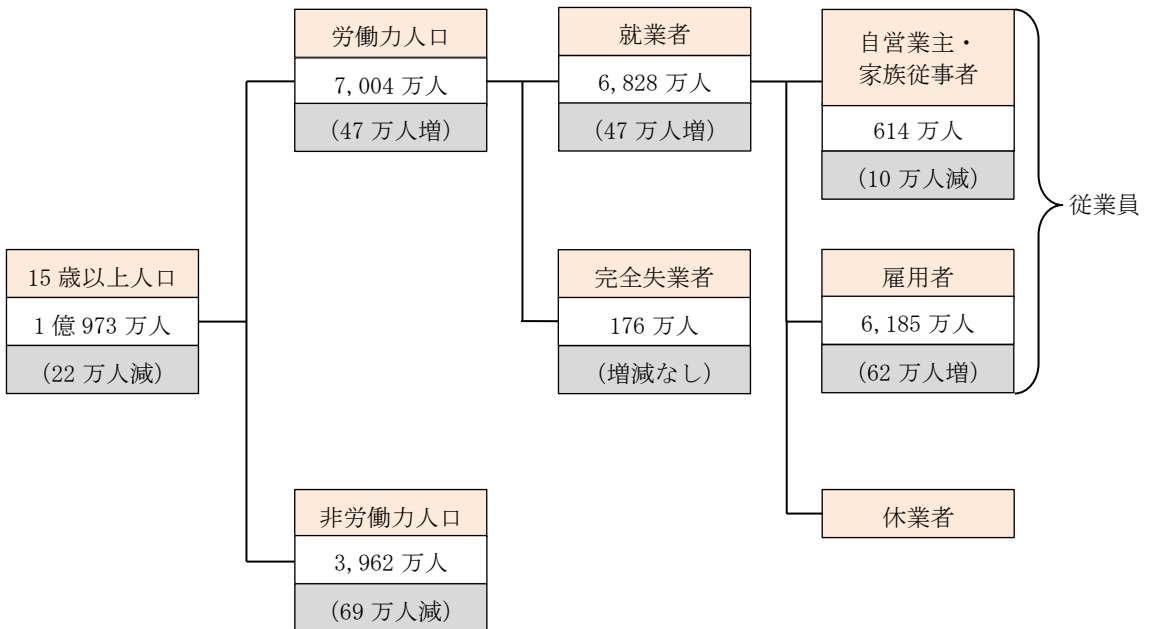 労働力人口
7,004 万人
(47 万人増)
就業者
6,828 万人
(47 万人増)
自営業主・
家族従事者
614 万人
(10 万人減)
従業員
15 歳以上人口
1 億 973 万人
(22 万人減)
完全失業者
176 万人
(増減なし)
雇用者
6,185 万人
(62 万人増)
非労働力人口
3,962 万人
(69 万人減)
休業者